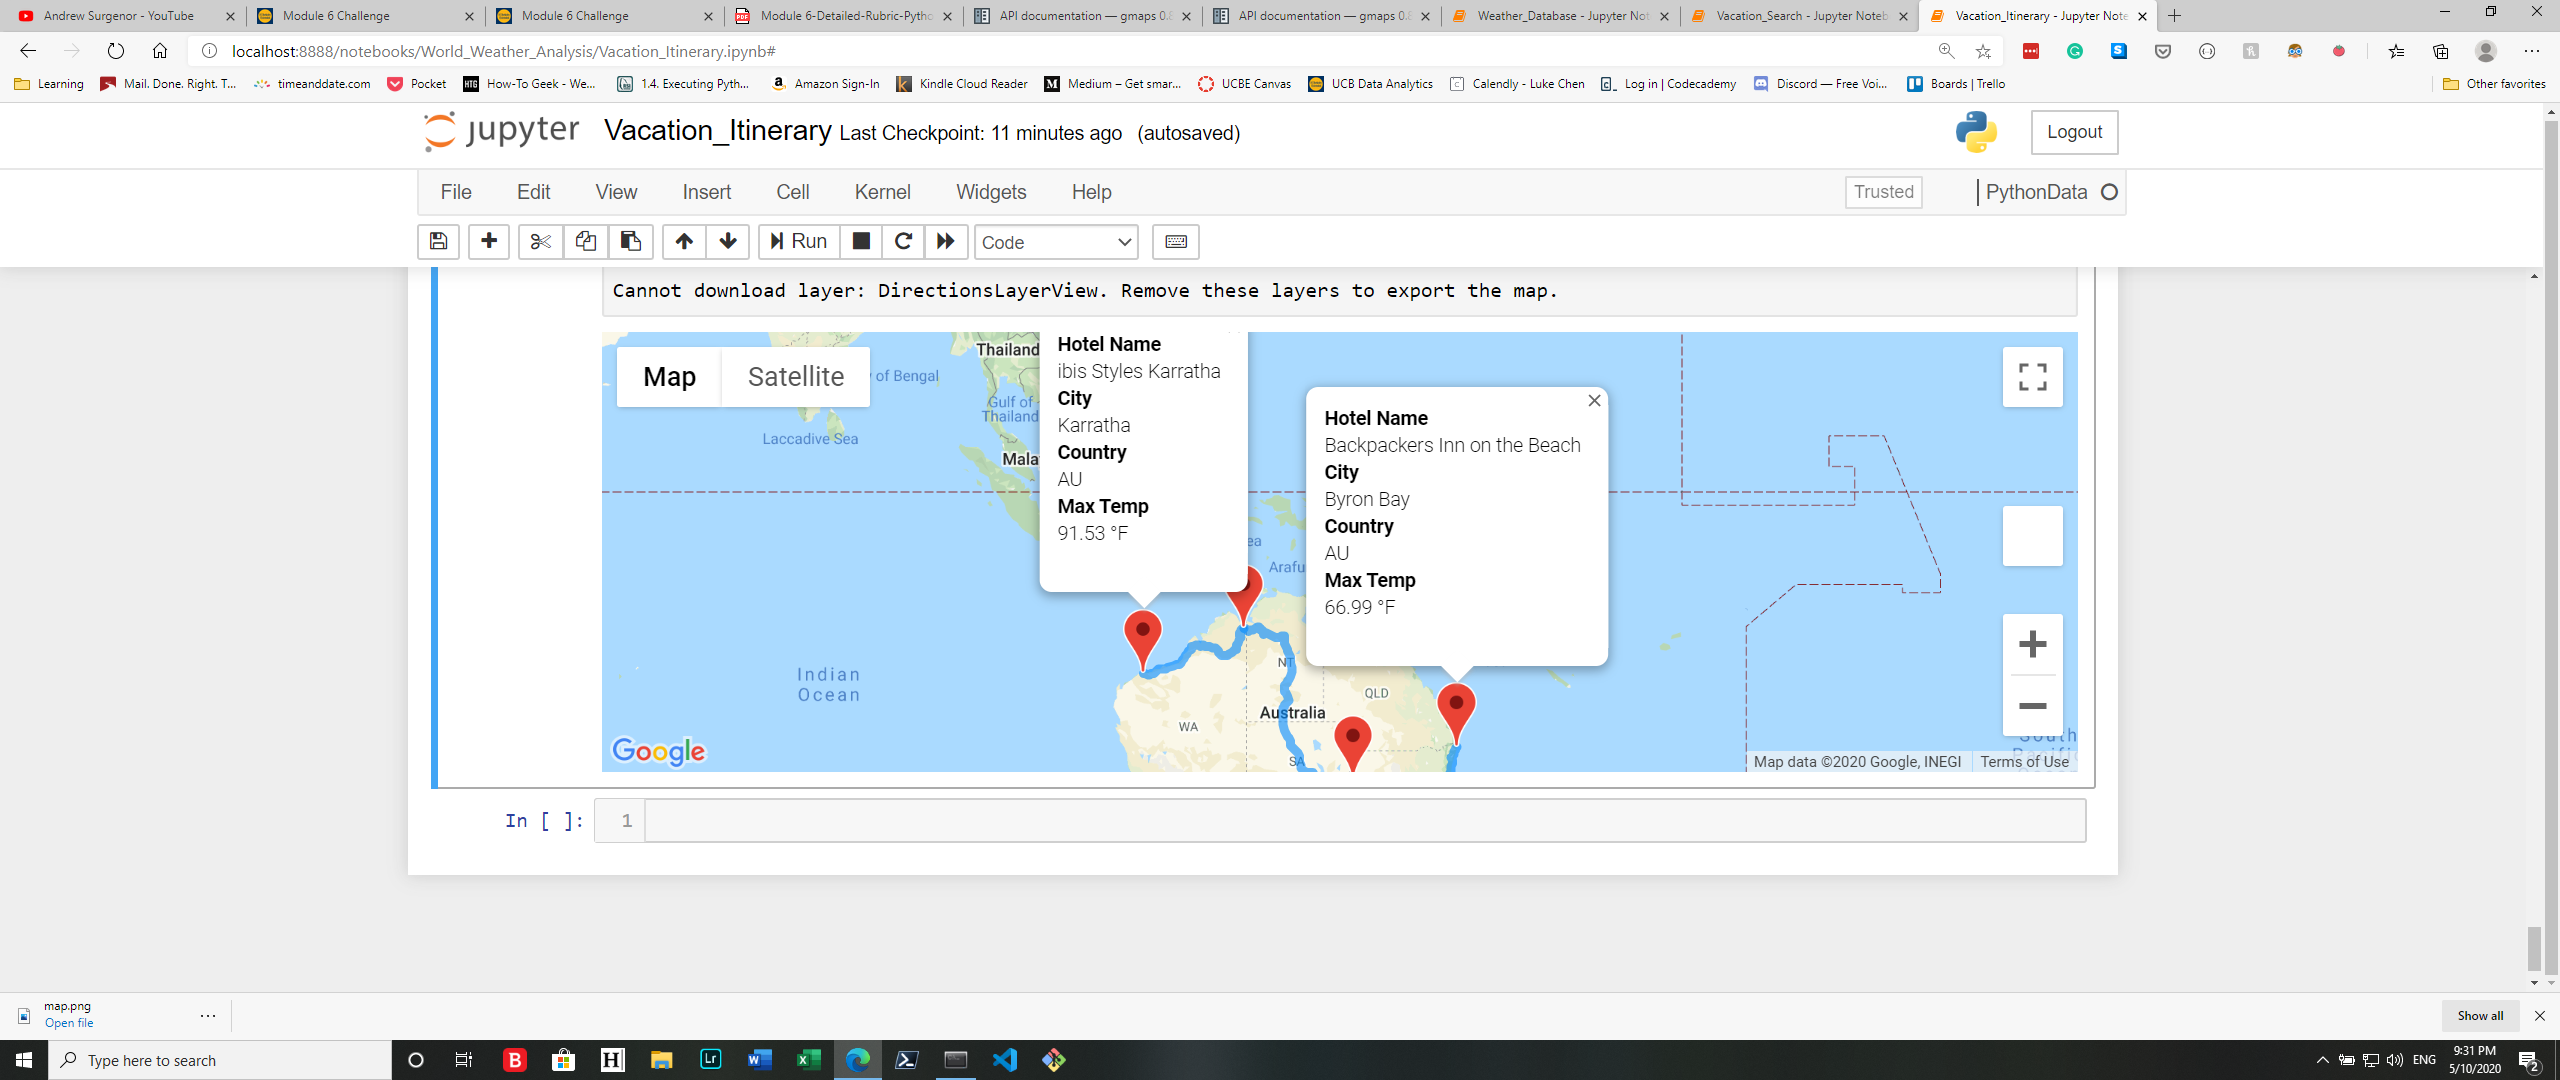 Andrew Surgenor - YouTube
Module 6 Challenge
Module 6 Challenge
Module 6-Detailed-Rubric-Pytho
API documentation — gmaps 0.8
API documentation — gmaps 0.8
Weather_Database - Jupyter Not
Vacation_Search - Jupyter Noteb
Vacation_Itinerary - Jupyter Note
localhost:8888/notebooks/World_Weather_Analysis/Vacation_Itinerary.ipynb#
Learning
Mail. Done. Right. T...
timeanddate.com
Pocket
How-To Geek - We...
1.4. Executing Pyth...
Amazon Sign-In
Kindle Cloud Reader
Medium – Get smar...
UCBE Canvas
UCB Data Analytics
Calendly - Luke Chen
Log in | Codecademy
Discord — Free Voi...
Boards | Trello
Other favorites
jupyter
Vacation_Itinerary Last Checkpoint: 11 minutes ago (autosaved)
Logout
File Edit View Insert Cell Kernel Widgets Help
Trusted
PythonData
Run
Code
Cannot download layer: DirectionsLayerView. Remove these layers to export the map.
Map Satellite
of Bengal
Laccadive Sea
Thailand
Gulf of
Thailand
Mala
Hotel Name
ibis Styles Karratha
City
Karratha
Country
AU
Max Temp
91.53 °F
Hotel Name
Backpackers Inn on the Beach
City
Byron Bay
Country
AU
Max Temp
66.99 °F
ea
Arafu
Indian
Ocean
NT
QLD
Australia
WA
SA
Google
South
Pacific
Map data ©2020 Google, INEGI
Terms of Use
In [ ]:
1
map.png
Open file
Show all
Type here to search
B
H
Lr
ENG
9:31 PM
5/10/2020
2